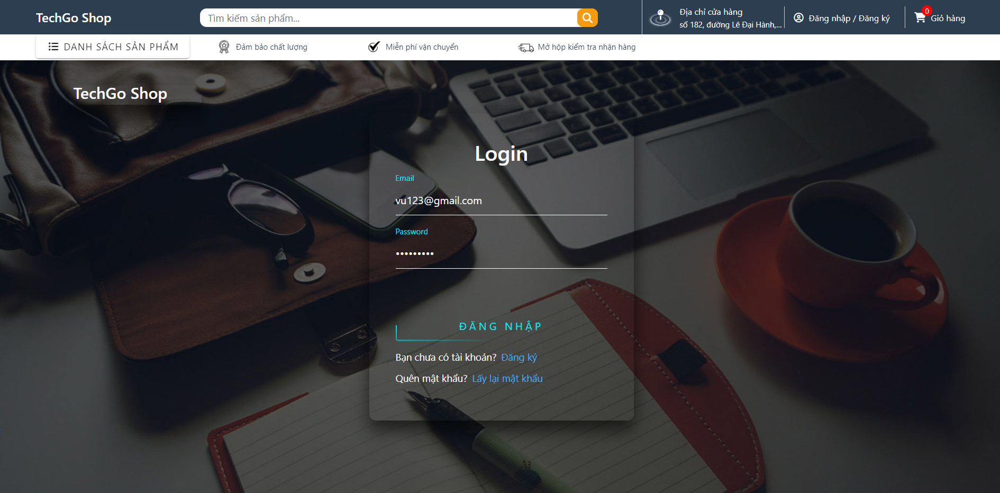 TechGo Shop
Tìm kiếm sản phẩm...
Địa chỉ cửa hàng
số 182, đường Lê Đại Hành,...
Đăng nhập / Đăng ký
0
Giỏ hàng
DANH SÁCH SẢN PHẨM
Đảm bảo chất lượng
Miễn phí vận chuyển
Mở hộp kiểm tra nhận hàng
TechGo Shop
Login
Email
vu123@gmail.com
Password
•••••••••
ĐĂNG NHẬP
Bạn chưa có tài khoản? Đăng ký
Quên mật khẩu? Lấy lại mật khẩu